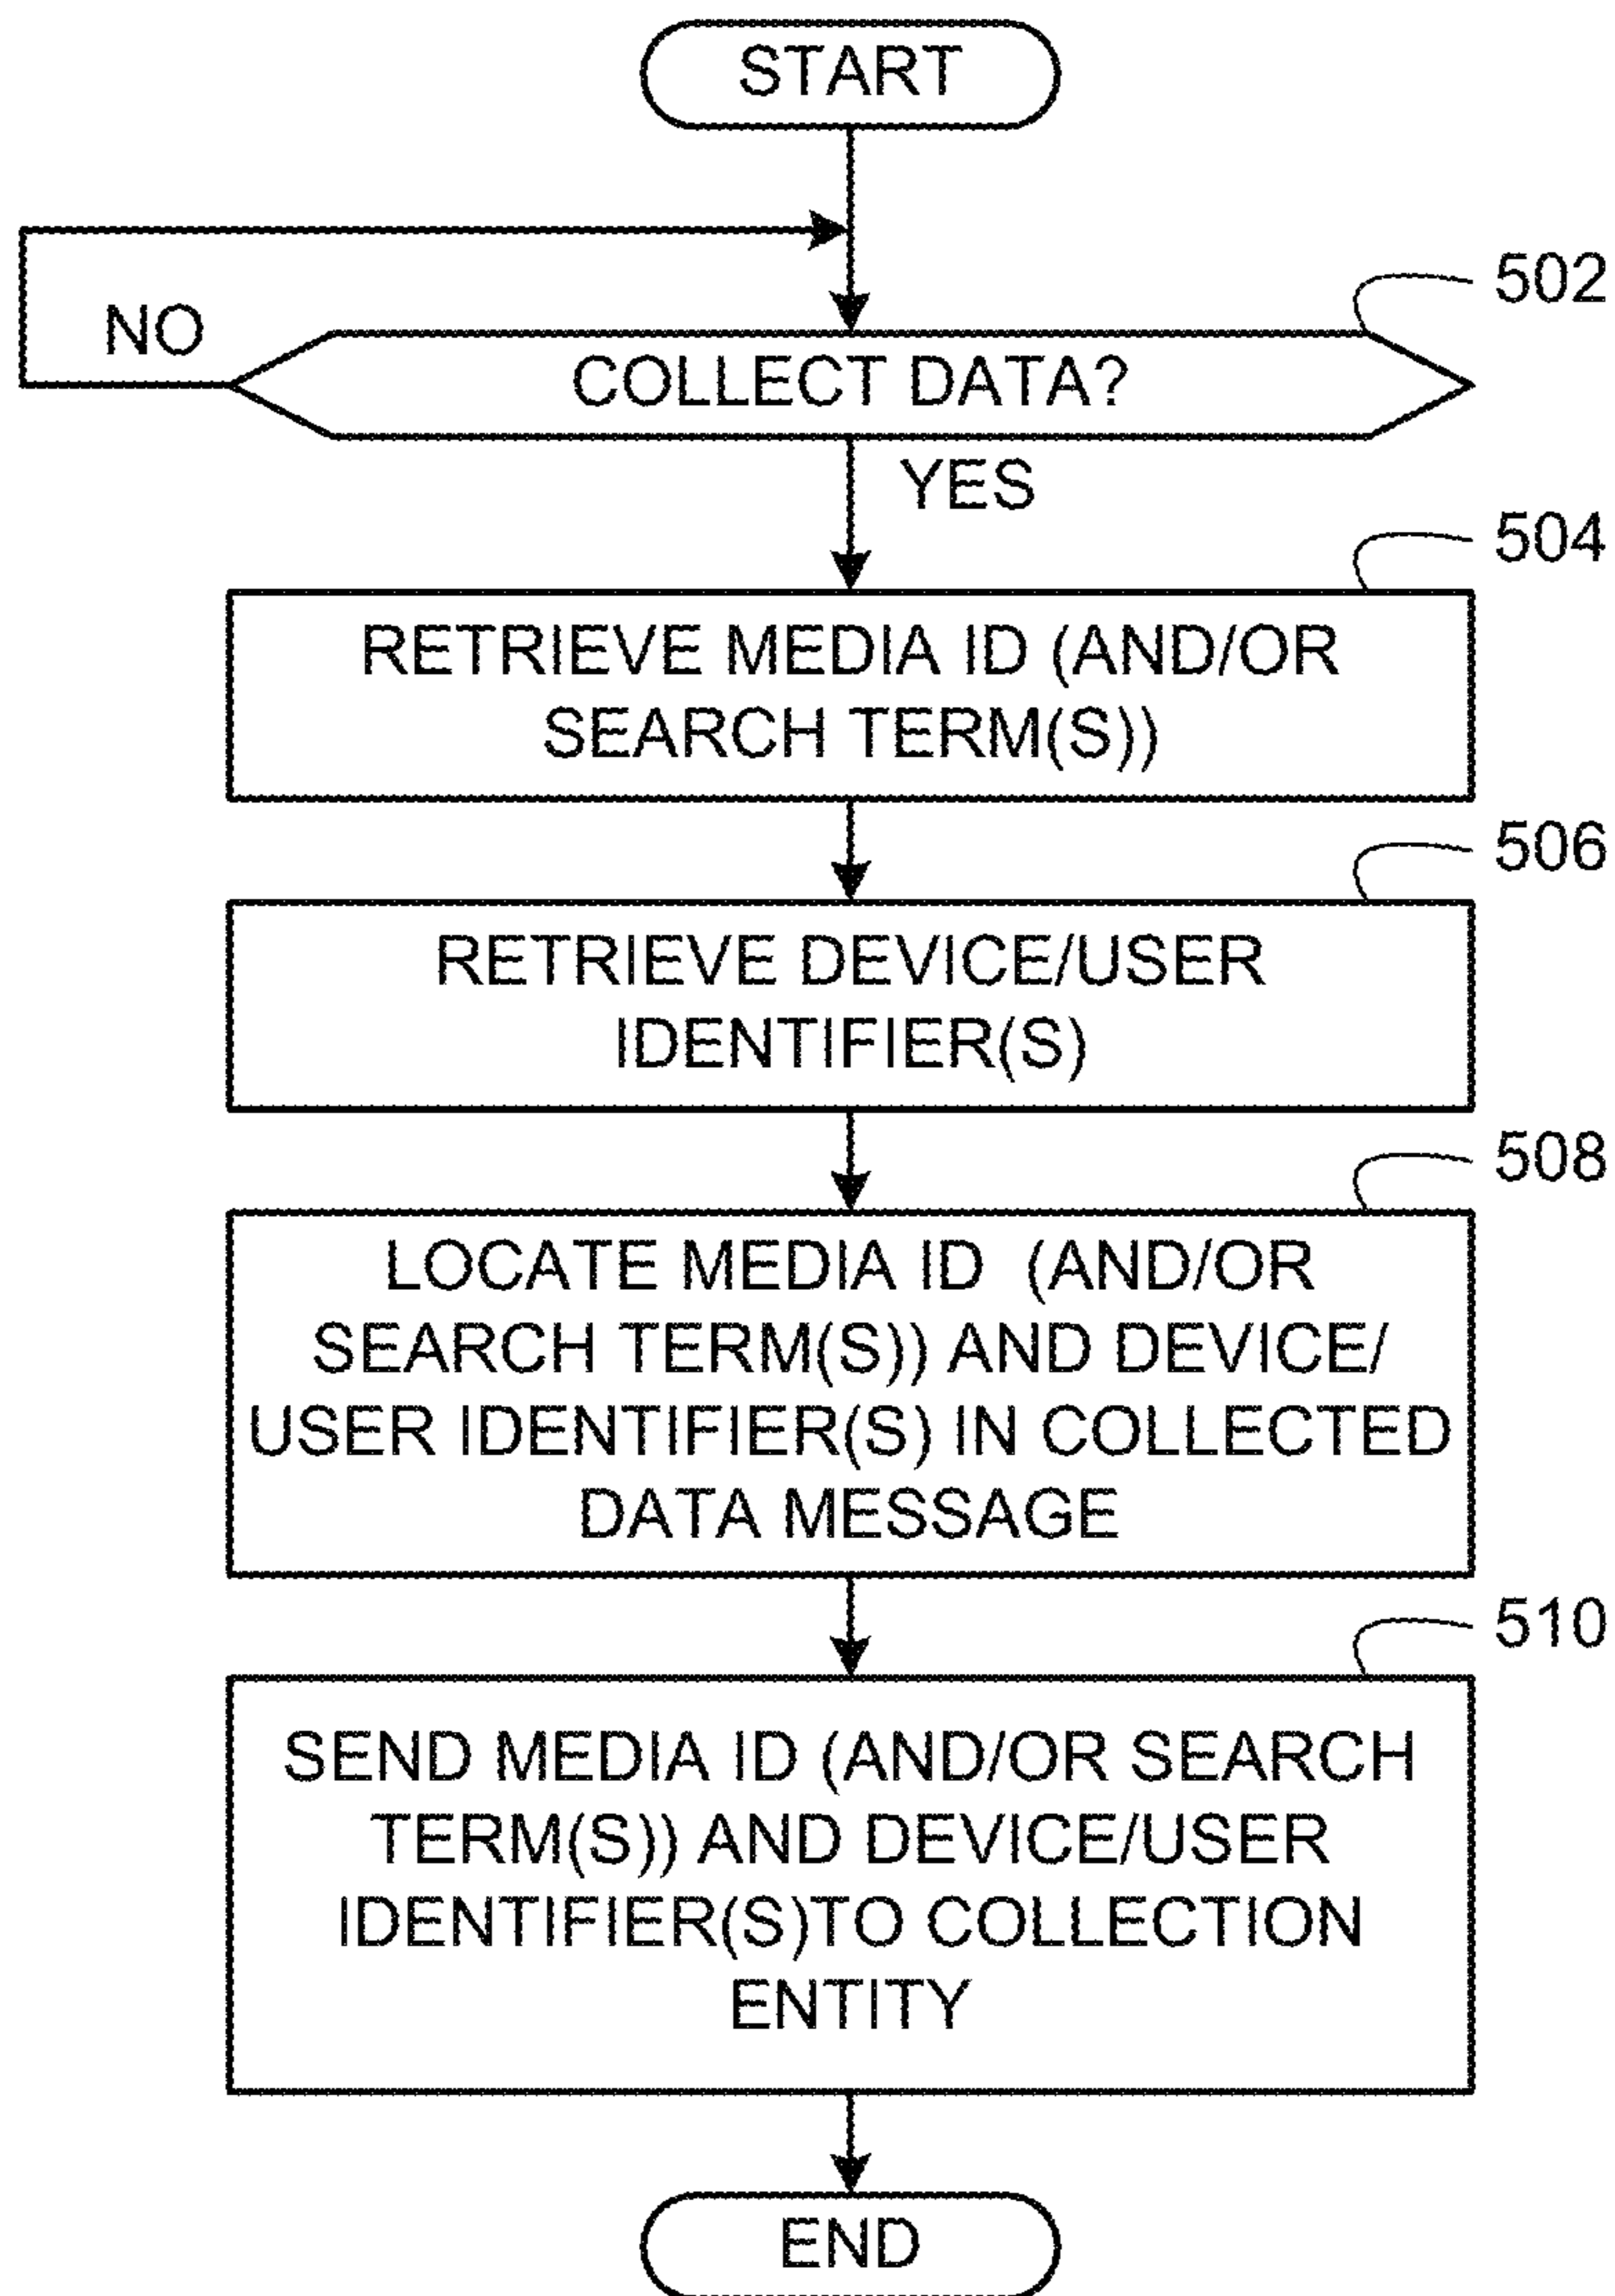 START
502
NO
COLLECT DATA?
YES
504
RETRIEVE MEDIA ID (AND/OR
SEARCH TERM(S))
506
RETRIEVE DEVICE/USER
IDENTIFIER(S)
508
LOCATE MEDIA ID (AND/OR
SEARCH TERM(S)) AND DEVICE/
USER IDENTIFIER(S) IN COLLECTED
DATA MESSAGE
510
SEND MEDIA ID (AND/OR SEARCH
TERM(S)) AND DEVICE/USER
IDENTIFIER(S)TO COLLECTION
ENTITY
END